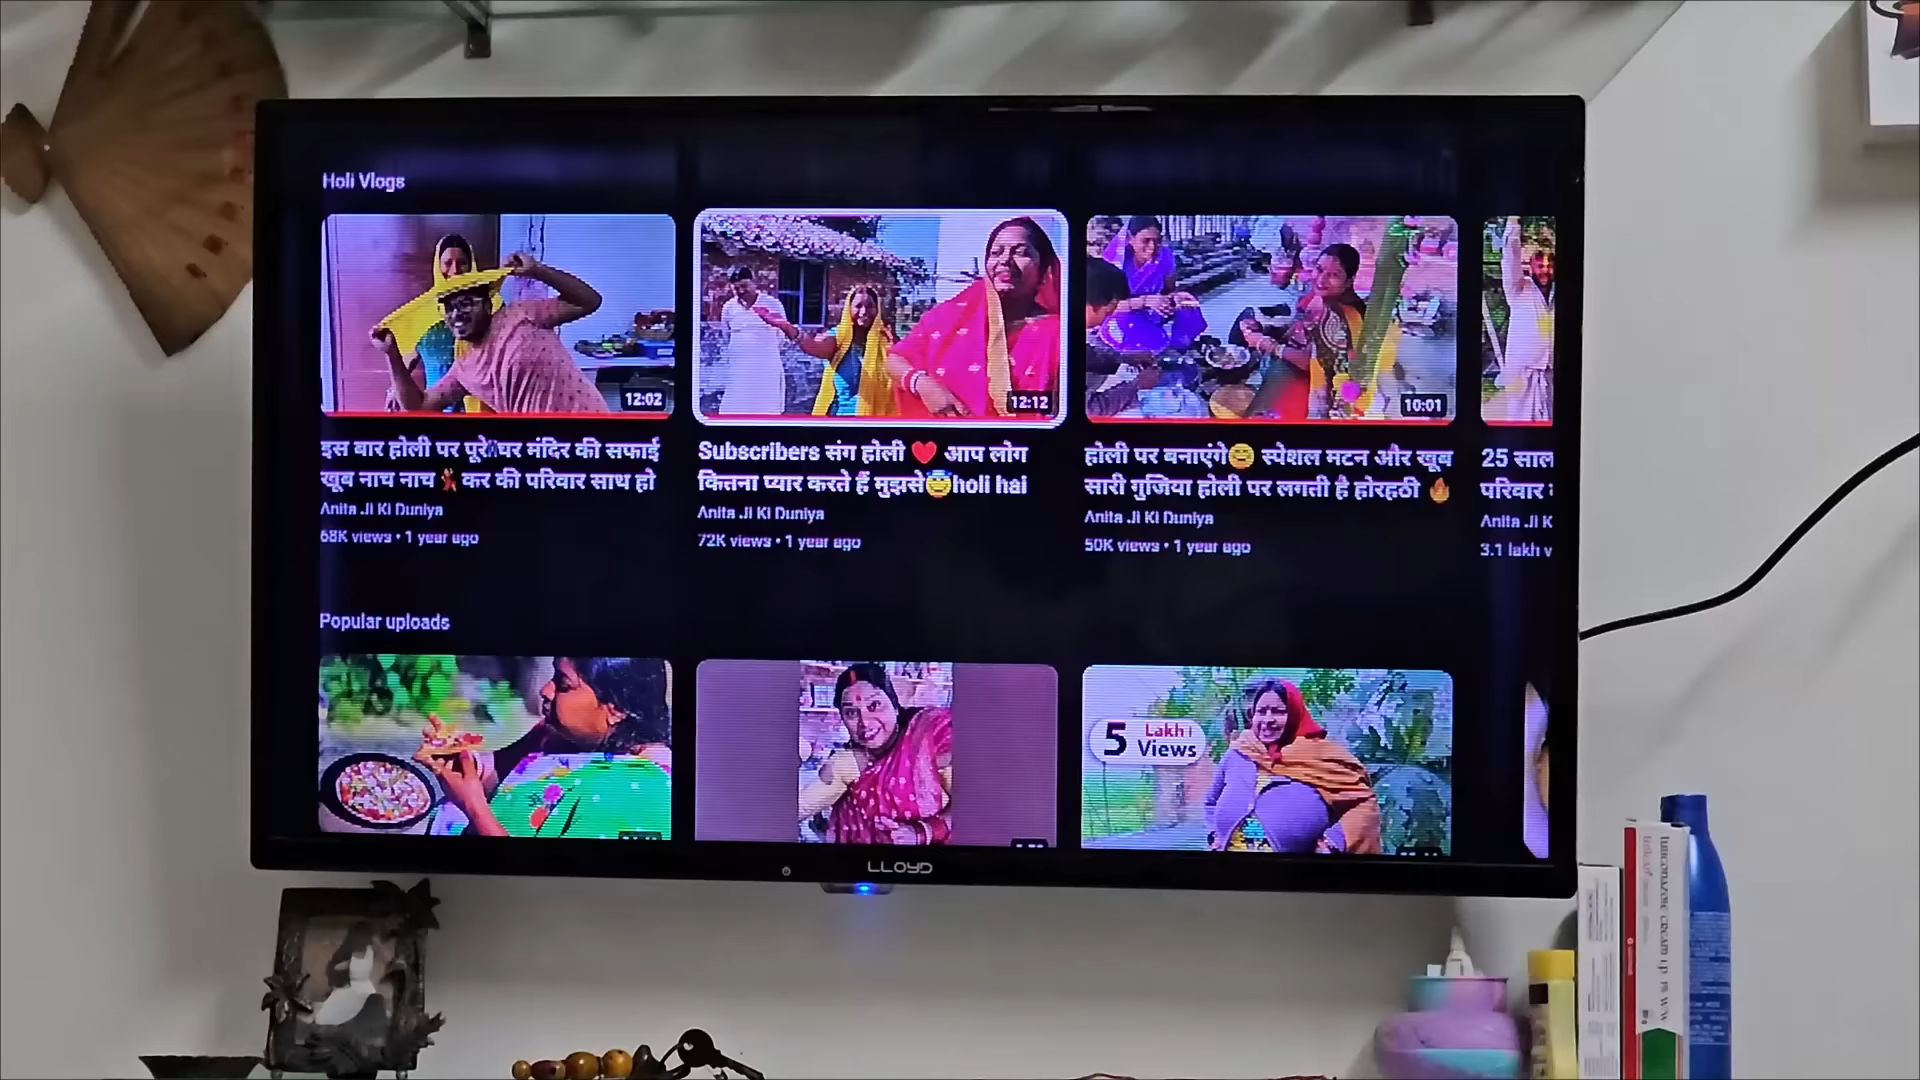 Holi Vlogs
12:02
12:12
10:01
इस बार होली पर पूरे घर मंदिर की सफाई
खूब नाच नाच 💃 कर की परिवार साथ हो
Anita Ji Ki Duniya
68K views • 1 year ago
Subscribers संग होली ❤️ आप लोग
कितना प्यार करते हैं मुझसे😇holi hai
Anita Ji Ki Duniya
72K views • 1 year ago
होली पर बनाएंगे😊 स्पेशल मटन और खूब
सारी गुजिया होली पर लगती है होरहठी 🔥
Anita Ji Ki Duniya
50K views • 1 year ago
25 साल
परिवार
Anita Ji K
3.1 lakh v
Popular uploads
5 Lakh
Views
LLOYD
CREAM I.P.